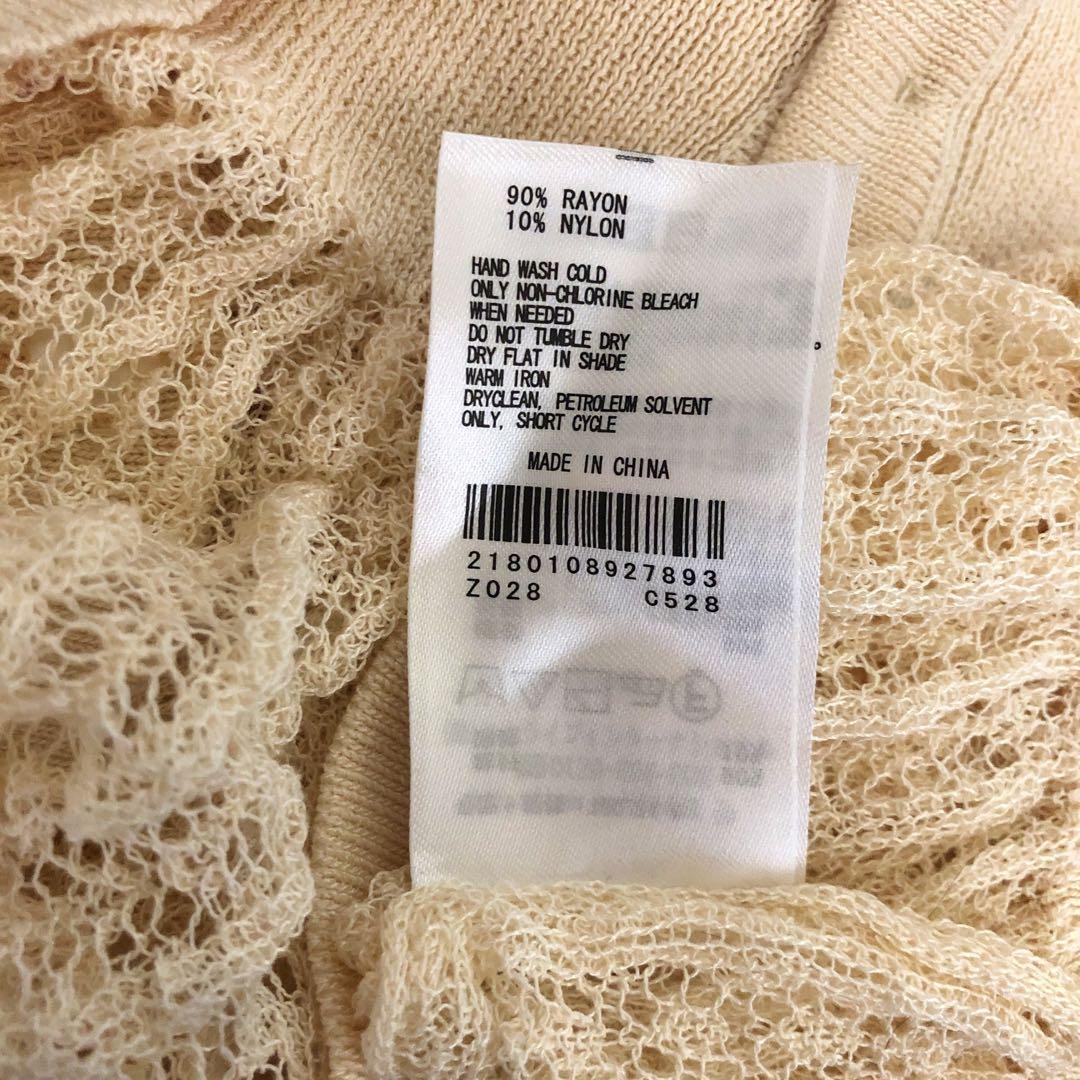 90% RAYON
10% NYLON
HAND WASH COLD
ONLY NON-CHLORINE BLEACH
WHEN NEEDED
DO NOT TUMBLE DRY
DRY FLAT IN SHADE
WARM IRON
DRYCLEAN, PETROLEUM SOLVENT
ONLY, SHORT CYCLE
MADE IN CHINA
2180108927893
Z028 C528